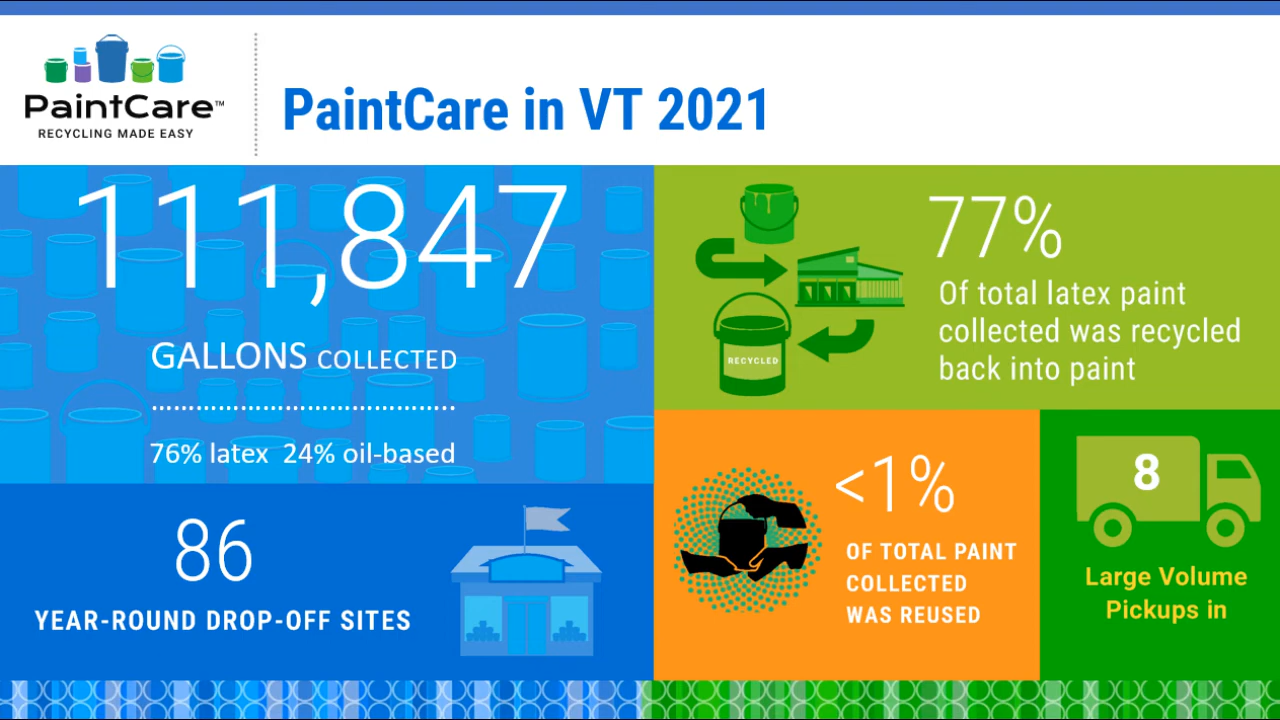 PaintCare™
RECYCLING MADE EASY
PaintCare in VT 2021
111,847
GALLONS COLLECTED
76% latex 24% oil-based
86
YEAR-ROUND DROP-OFF SITES
RECYCLED
77%
Of total latex paint
collected was recycled
back into paint
<1%
OF TOTAL PAINT
COLLECTED
WAS REUSED
8
Large Volume
Pickups in